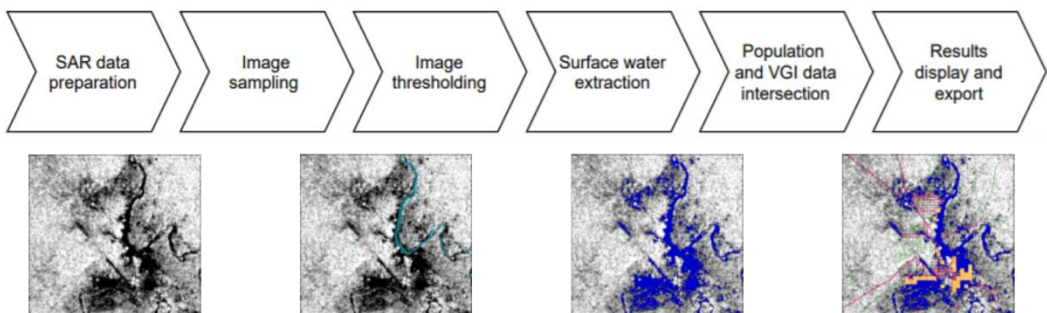 SAR data
preparation
Image
sampling
Image
thresholding
Surface water
extraction
Population
and VGI data
intersection
Results
display and
export